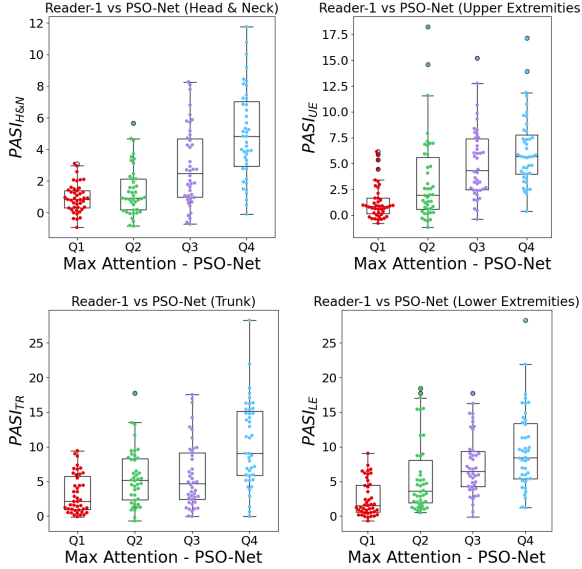 Reader-1 vs PSO-Net (Head & Neck)
12
10
8
6
4
2
0
PASI_H&N
Q1 Q2 Q3 Q4
Max Attention - PSO-Net
Reader-1 vs PSO-Net (Upper Extremities
17.5
15.0
12.5
10.0
7.5
5.0
2.5
0.0
PASI_UE
Q1 Q2 Q3 Q4
Max Attention - PSO-Net
Reader-1 vs PSO-Net (Trunk)
25
20
15
10
5
0
PASI_TR
Q1 Q2 Q3 Q4
Max Attention - PSO-Net
Reader-1 vs PSO-Net (Lower Extremities)
25
20
15
10
5
0
PASI_LE
Q1 Q2 Q3 Q4
Max Attention - PSO-Net